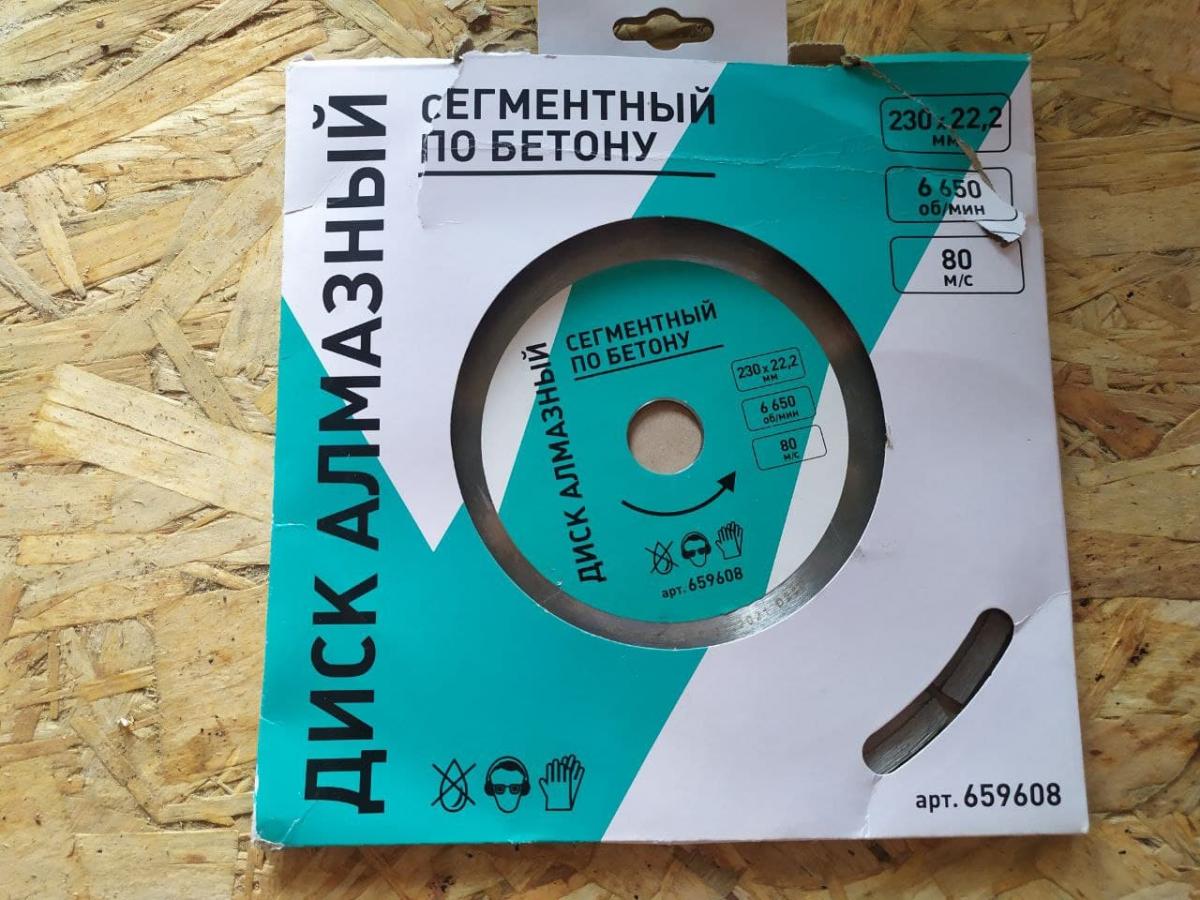 ДИСК АЛМАЗНЫЙ
СЕГМЕНТНЫЙ
ПО БЕТОНУ
230 x 22,2
мм
6 650
об/мин
80
м/с
ДИСК АЛМАЗНЫЙ
СЕГМЕНТНЫЙ
ПО БЕТОНУ
230 x 22,2
мм
6 650
об/мин
80
м/с
арт. 659608
арт. 659608